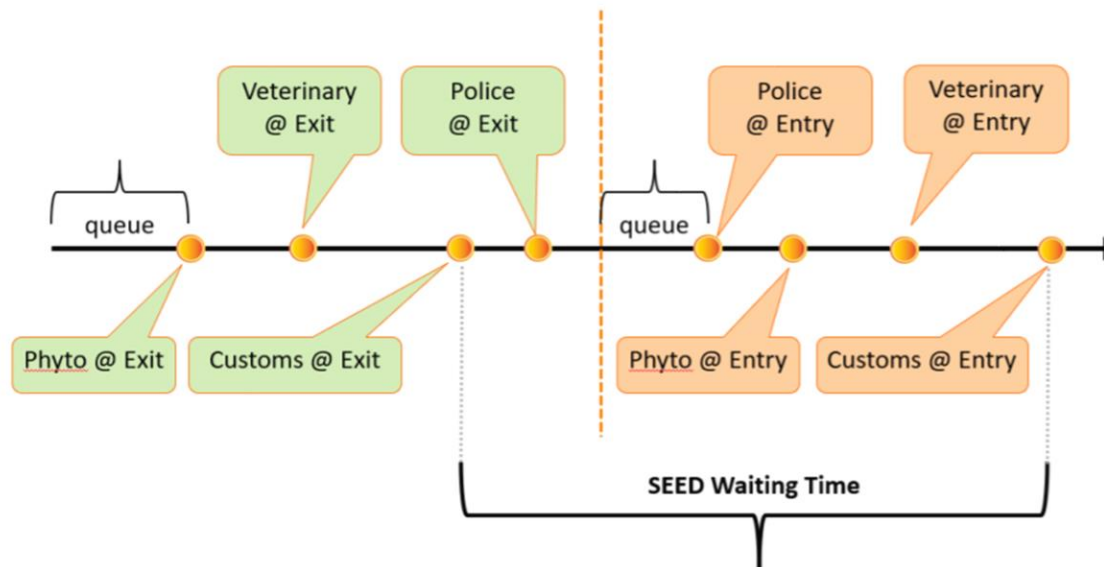 Veterinary
@ Exit
Police
@ Exit
Police
@ Entry
Veterinary
@ Entry
queue
queue
Phyto @ Exit
Customs @ Exit
Phyto @ Entry
Customs @ Entry
SEED Waiting Time